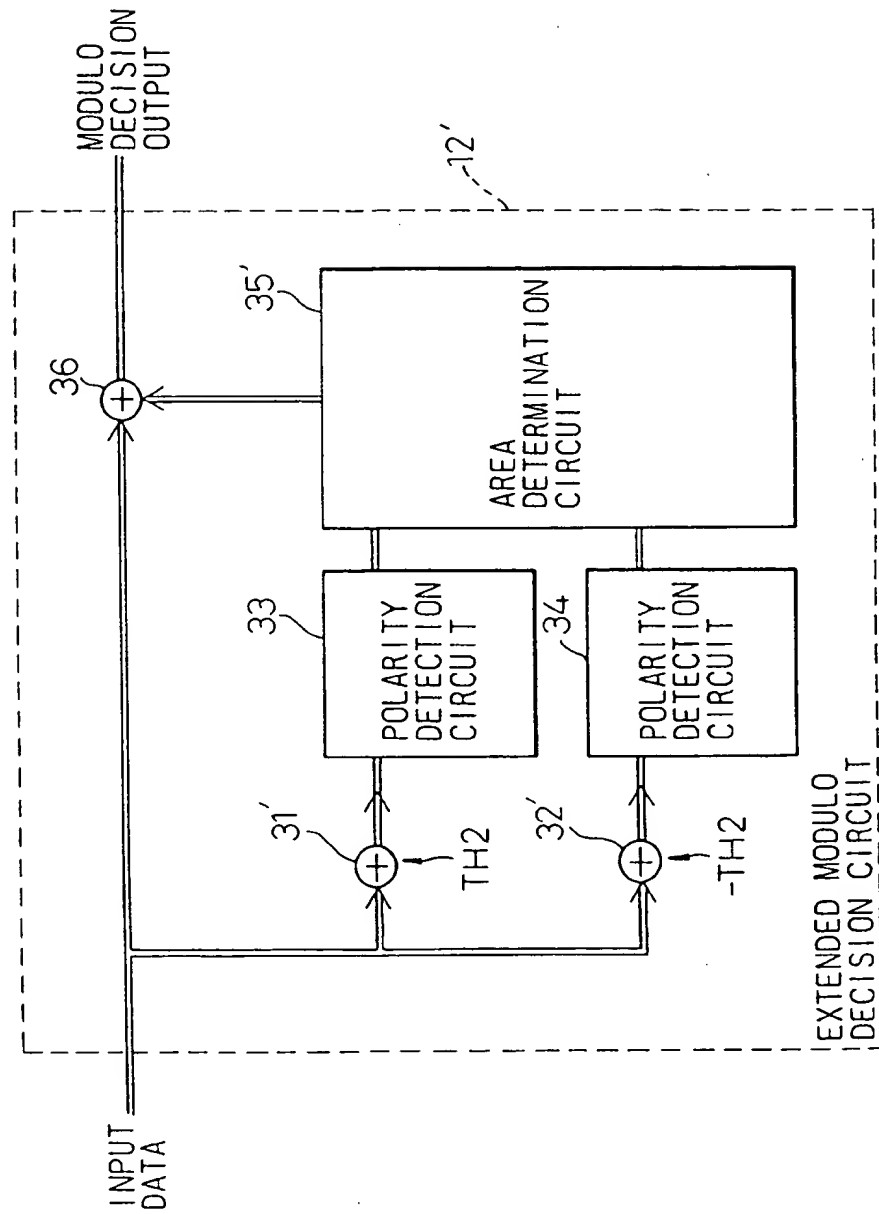 INPUT
DATA
MODULO
DECISION
OUTPUT
36
12'
35'
AREA
DETERMINATION
CIRCUIT
31'
TH2
33
POLARITY
DETECTION
CIRCUIT
32'
-TH2
34
POLARITY
DETECTION
CIRCUIT
EXTENDED MODULO
DECISION CIRCUIT
+
+
+